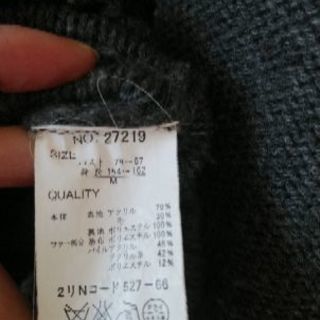 NO. 27219
SIZE
バスト 79-87
身長 154-162
M
QUALITY
本体 表地 アクリル 70%
毛 30%
裏地 ポリエステル 100%
ファー部分 基布 ポリエステル 100%
パイル アクリル 46%
アクリル系 42%
ポリエステル 12%
2リNコード 527-66